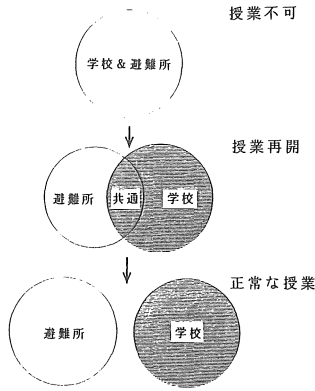 授業不可
学校&避難所
授業再開
避難所 共通 学校
正常な授業
避難所 学校